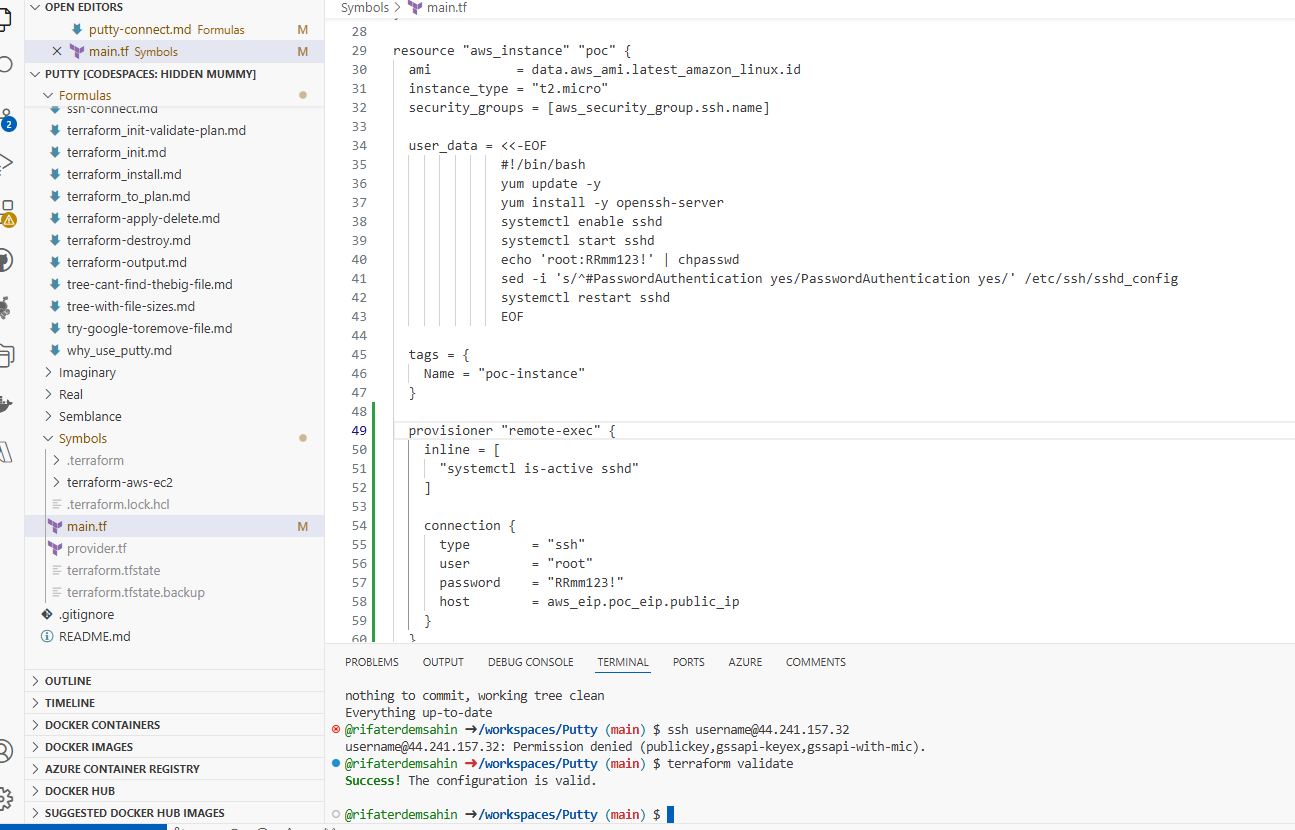 OPEN EDITORS
putty-connect.md Formulas M
main.tf Symbols M
PUTTY [CODESPACES: HIDDEN MUMMY]
Formulas
ssh-connect.md
terraform_init-validate-plan.md
terraform_init.md
terraform_install.md
terraform_to_plan.md
terraform-apply-delete.md
terraform-destroy.md
terraform-output.md
tree-cant-find-thebig-file.md
tree-with-file-sizes.md
try-google-toremove-file.md
why_use_putty.md
Imaginary
Real
Semblance
Symbols
.terraform
terraform-aws-ec2
.terraform.lock.hcl
main.tf M
provider.tf
terraform.tfstate
terraform.tfstate.backup
.gitignore
README.md
OUTLINE
TIMELINE
DOCKER CONTAINERS
DOCKER IMAGES
AZURE CONTAINER REGISTRY
DOCKER HUB
SUGGESTED DOCKER HUB IMAGES
2
Symbols > main.tf
28
29 resource "aws_instance" "poc" {
30 ami = data.aws_ami.latest_amazon_linux.id
31 instance_type = "t2.micro"
32 security_groups = [aws_security_group.ssh.name]
33
34 user_data = <<-EOF
35 #!/bin/bash
36 yum update -y
37 yum install -y openssh-server
38 systemctl enable sshd
39 systemctl start sshd
40 echo 'root:RRmm123!' | chpasswd
41 sed -i 's/^#PasswordAuthentication yes/PasswordAuthentication yes/' /etc/ssh/sshd_config
42 systemctl restart sshd
43 EOF
44
45 tags = {
46 Name = "poc-instance"
47 }
48
49 provisioner "remote-exec" {
50 inline = [
51 "systemctl is-active sshd"
52 ]
53
54 connection {
55 type = "ssh"
56 user = "root"
57 password = "RRmm123!"
58 host = aws_eip.poc_eip.public_ip
59 }
60 }
PROBLEMS OUTPUT DEBUG CONSOLE TERMINAL PORTS AZURE COMMENTS
nothing to commit, working tree clean
Everything up-to-date
@rifaterdemsahin ➜/workspaces/Putty (main) $ ssh username@44.241.157.32
username@44.241.157.32: Permission denied (publickey,gssapi-keyex,gssapi-with-mic).
@rifaterdemsahin ➜/workspaces/Putty (main) $ terraform validate
Success! The configuration is valid.
@rifaterdemsahin ➜/workspaces/Putty (main) $